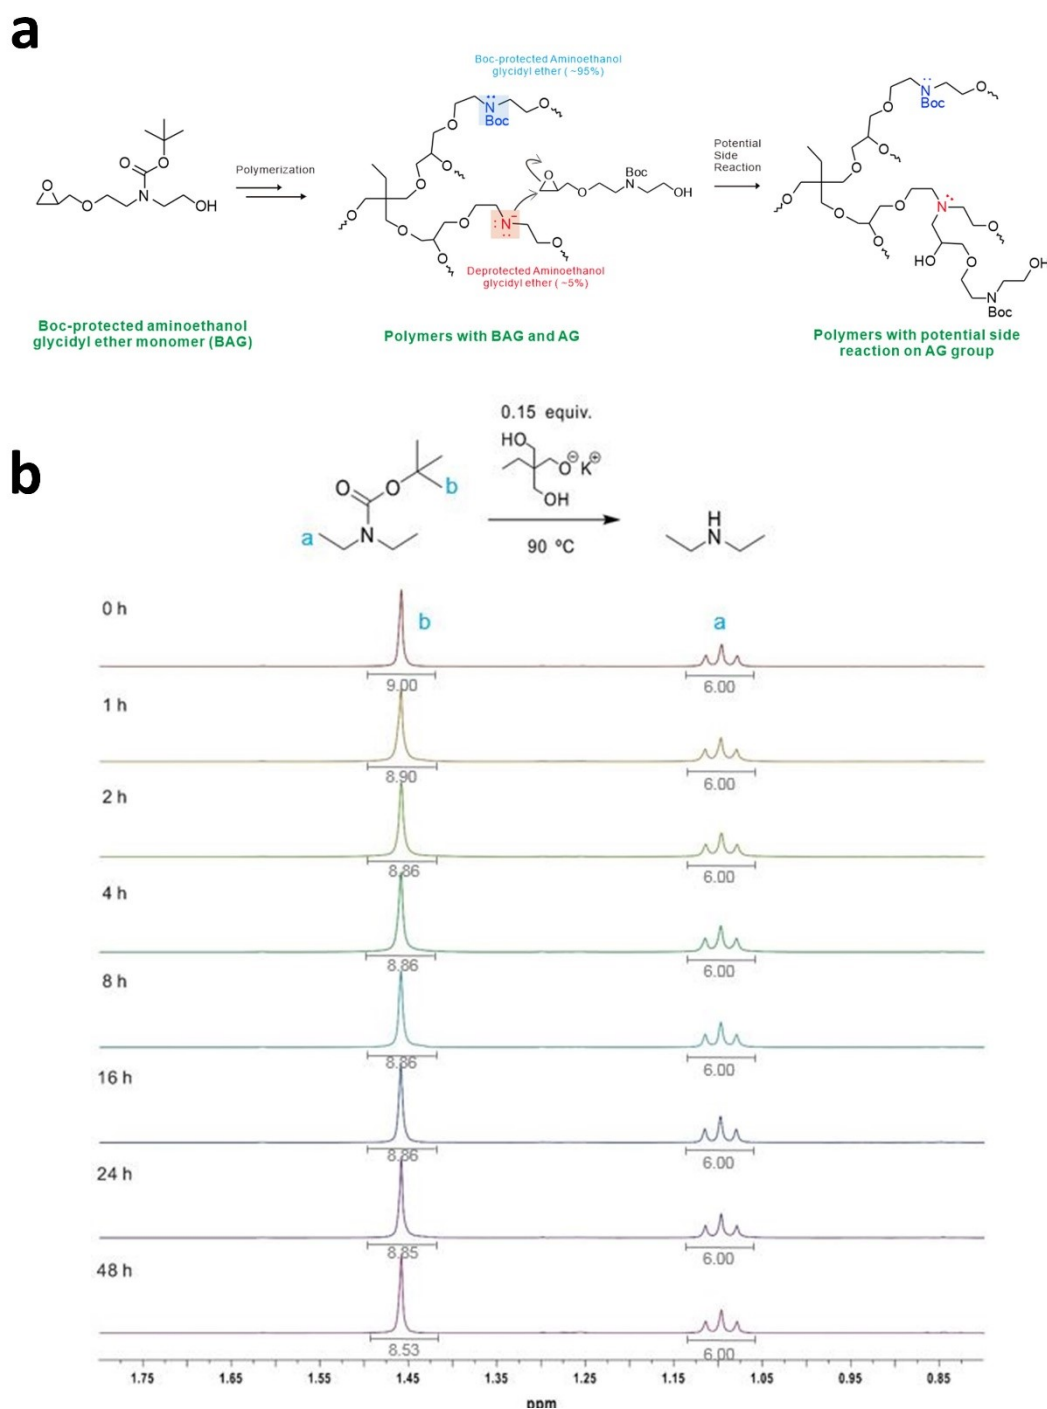 a
Boc-protected Aminoethanol
glycidyl ether ( ~95%)
N
Boc
O
O
O
N
O
O
OH
Polymerization
O
O
O
O
O
O
O
O
N
O
O
O
N
Boc
OH
Deprotected Aminoethanol
glycidyl ether ( ~5%)
Potential
Side
Reaction
N
Boc
O
O
O
O
O
O
O
O
N
O
HO
O
N
Boc
OH
Boc-protected aminoethanol
glycidyl ether monomer (BAG)
Polymers with BAG and AG
Polymers with potential side
reaction on AG group
b
O
O
b
a
N
0.15 equiv.
HO
O⊖ K⊕
OH
90 ºC
H
N
0 h
b
a
9.00
6.00
1 h
8.90
6.00
2 h
8.86
6.00
4 h
8.86
6.00
8 h
8.86
6.00
16 h
8.86
6.00
24 h
8.85
6.00
48 h
8.53
6.00
1.75 1.65 1.55 1.45 1.35 1.25 1.15 1.05 0.95 0.85
ppm